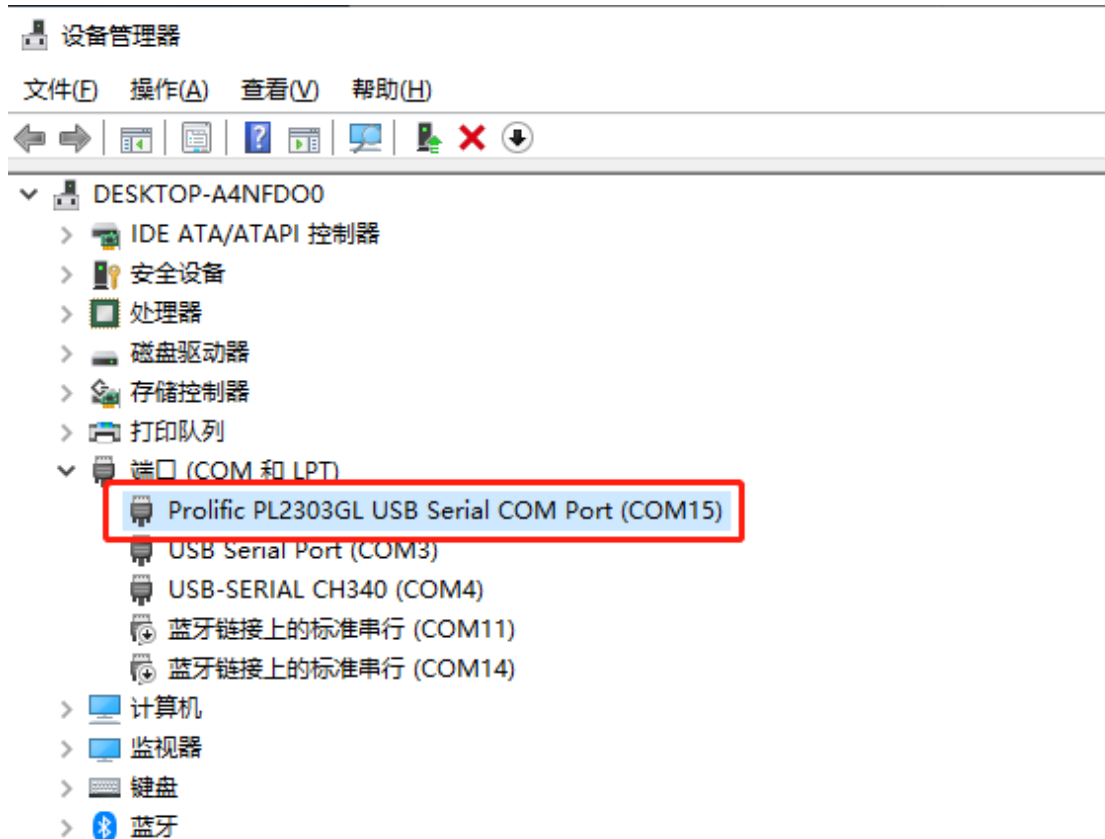 设备管理器
文件(F) 操作(A) 查看(V) 帮助(H)
DESKTOP-A4NFDO0
IDE ATA/ATAPI 控制器
安全设备
处理器
磁盘驱动器
存储控制器
打印队列
端口 (COM 和 LPT)
Prolific PL2303GL USB Serial COM Port (COM15)
USB Serial Port (COM3)
USB-SERIAL CH340 (COM4)
蓝牙链接上的标准串行 (COM11)
蓝牙链接上的标准串行 (COM14)
计算机
监视器
键盘
蓝牙